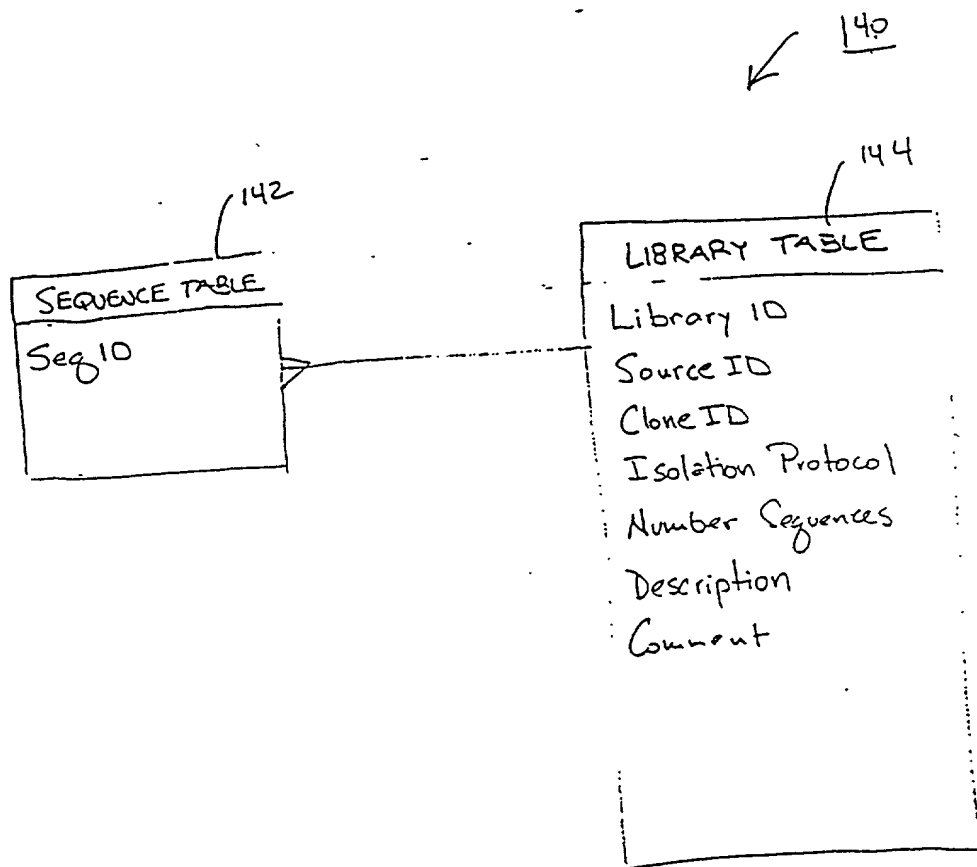 140
142
144
SEQUENCE TABLE
Seq ID
LIBRARY TABLE
Library ID
Source ID
Clone ID
Isolation Protocol
Number Sequences
Description
Comment